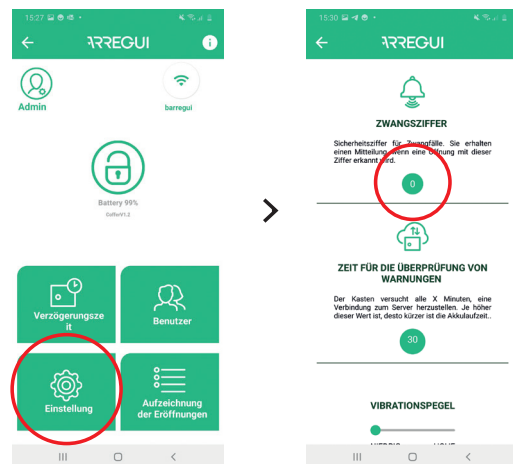 15:27
ARREGUI
Admin
barregui
Battery 99%
CofferV1.2
Verzögerungsze
it
Benutzer
Einstellung
Aufzeichnung
der Eröffnungen
15:30
ARREGUI
ZWANGSZIFFER
Sicherheitsziffer für Zwangfälle. Sie erhalten
einen Mitteilung, wenn eine Öffnung mit dieser
Ziffer erkannt wird.
0
ZEIT FÜR DIE ÜBERPRÜFUNG VON
WARNUNGEN
Der Kasten versucht alle X Minuten, eine
Verbindung zum Server herzustellen. Je höher
dieser Wert ist, desto kürzer ist die Akkulaufzeit..
30
VIBRATIONSPEGEL